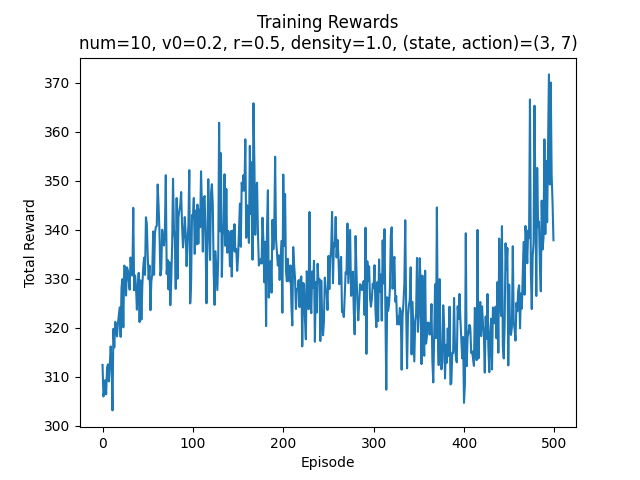 Training Rewards
num=10, v0=0.2, r=0.5, density=1.0, (state, action)=(3, 7)
Total Reward
370
360
350
340
330
320
310
300
0 100 200 300 400 500
Episode